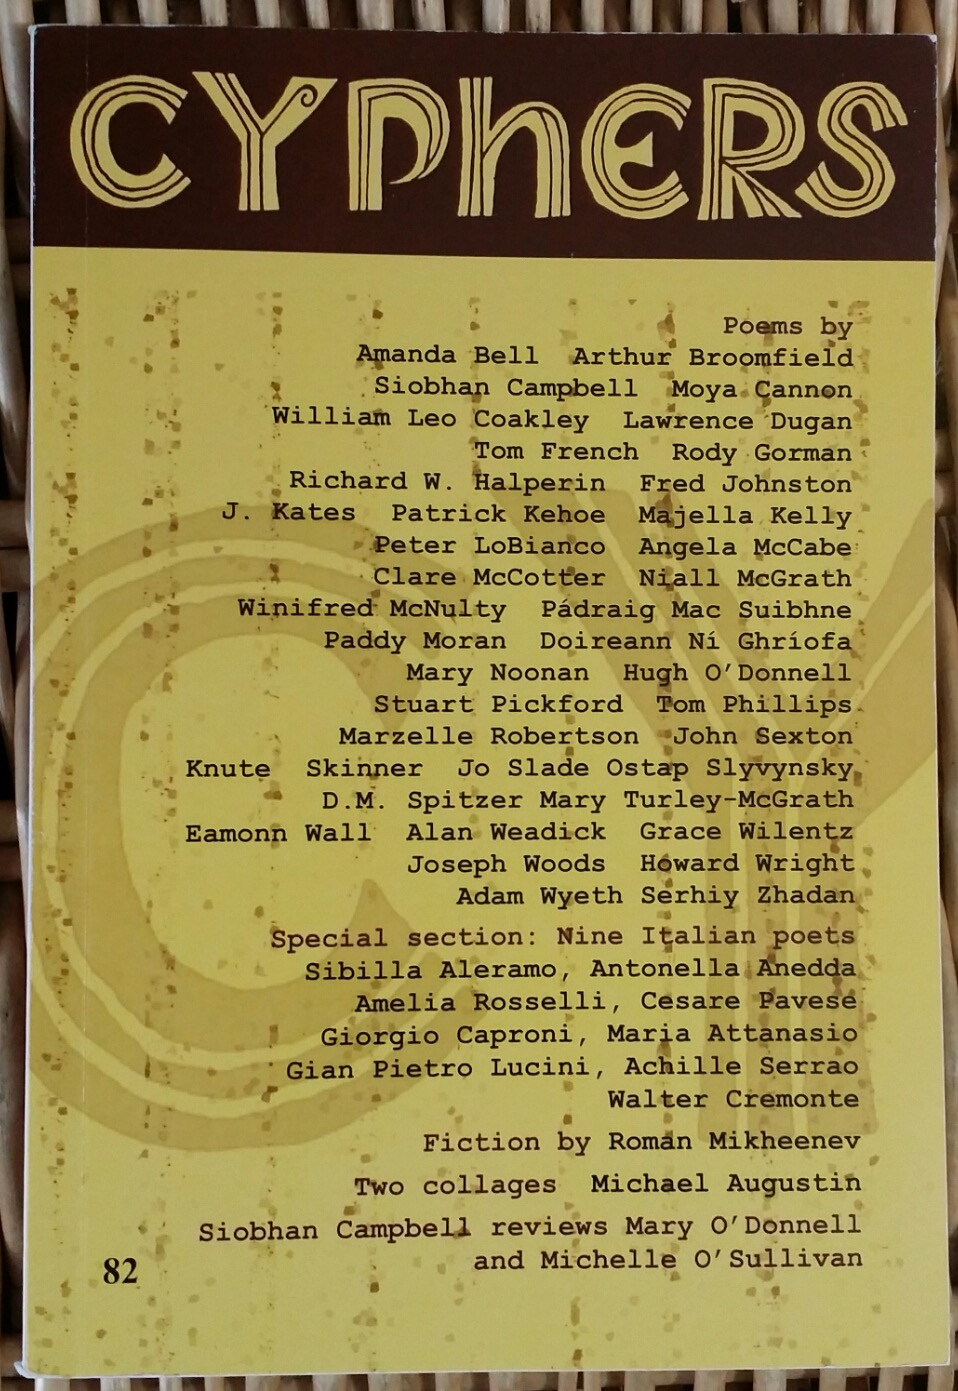 CYPHERS
Poems by
Amanda Bell Arthur Broomfield
Siobhan Campbell Moya Cannon
William Leo Coakley Lawrence Dugan
Tom French Rody Gorman
Richard W. Halperin Fred Johnston
J. Kates Patrick Kehoe Majella Kelly
Peter LoBianco Angela McCabe
Clare McCotter Niall McGrath
Winifred McNulty Pádraig Mac Suibhne
Paddy Moran Doireann Ní Ghríofa
Mary Noonan Hugh O'Donnell
Stuart Pickford Tom Phillips
Marzelle Robertson John Sexton
Knute Skinner Jo Slade Ostap Slyvynsky
D.M. Spitzer Mary Turley-McGrath
Eamonn Wall Alan Weadick Grace Wilentz
Joseph Woods Howard Wright
Adam Wyeth Serhiy Zhadan
Special section: Nine Italian poets
Sibilla Aleramo, Antonella Anedda
Amelia Rosselli, Cesare Pavese
Giorgio Caproni, Maria Attanasio
Gian Pietro Lucini, Achille Serrao
Walter Cremonte
Fiction by Roman Mikheenev
Two collages Michael Augustin
Siobhan Campbell reviews Mary O'Donnell
and Michelle O'Sullivan
82